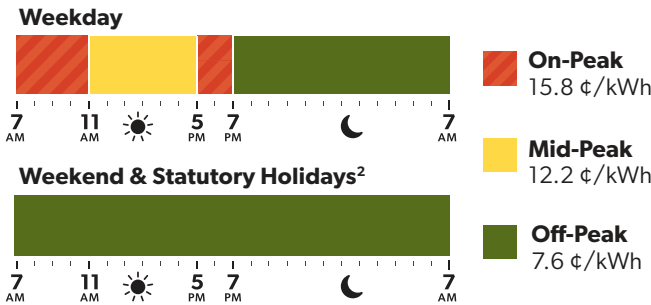 Weekday
7 AM 11 AM 5 PM 7 PM 7 AM
Weekend & Statutory Holidays²
7 AM 11 AM 5 PM 7 PM 7 AM
On-Peak
15.8 ¢/kWh
Mid-Peak
12.2 ¢/kWh
Off-Peak
7.6 ¢/kWh